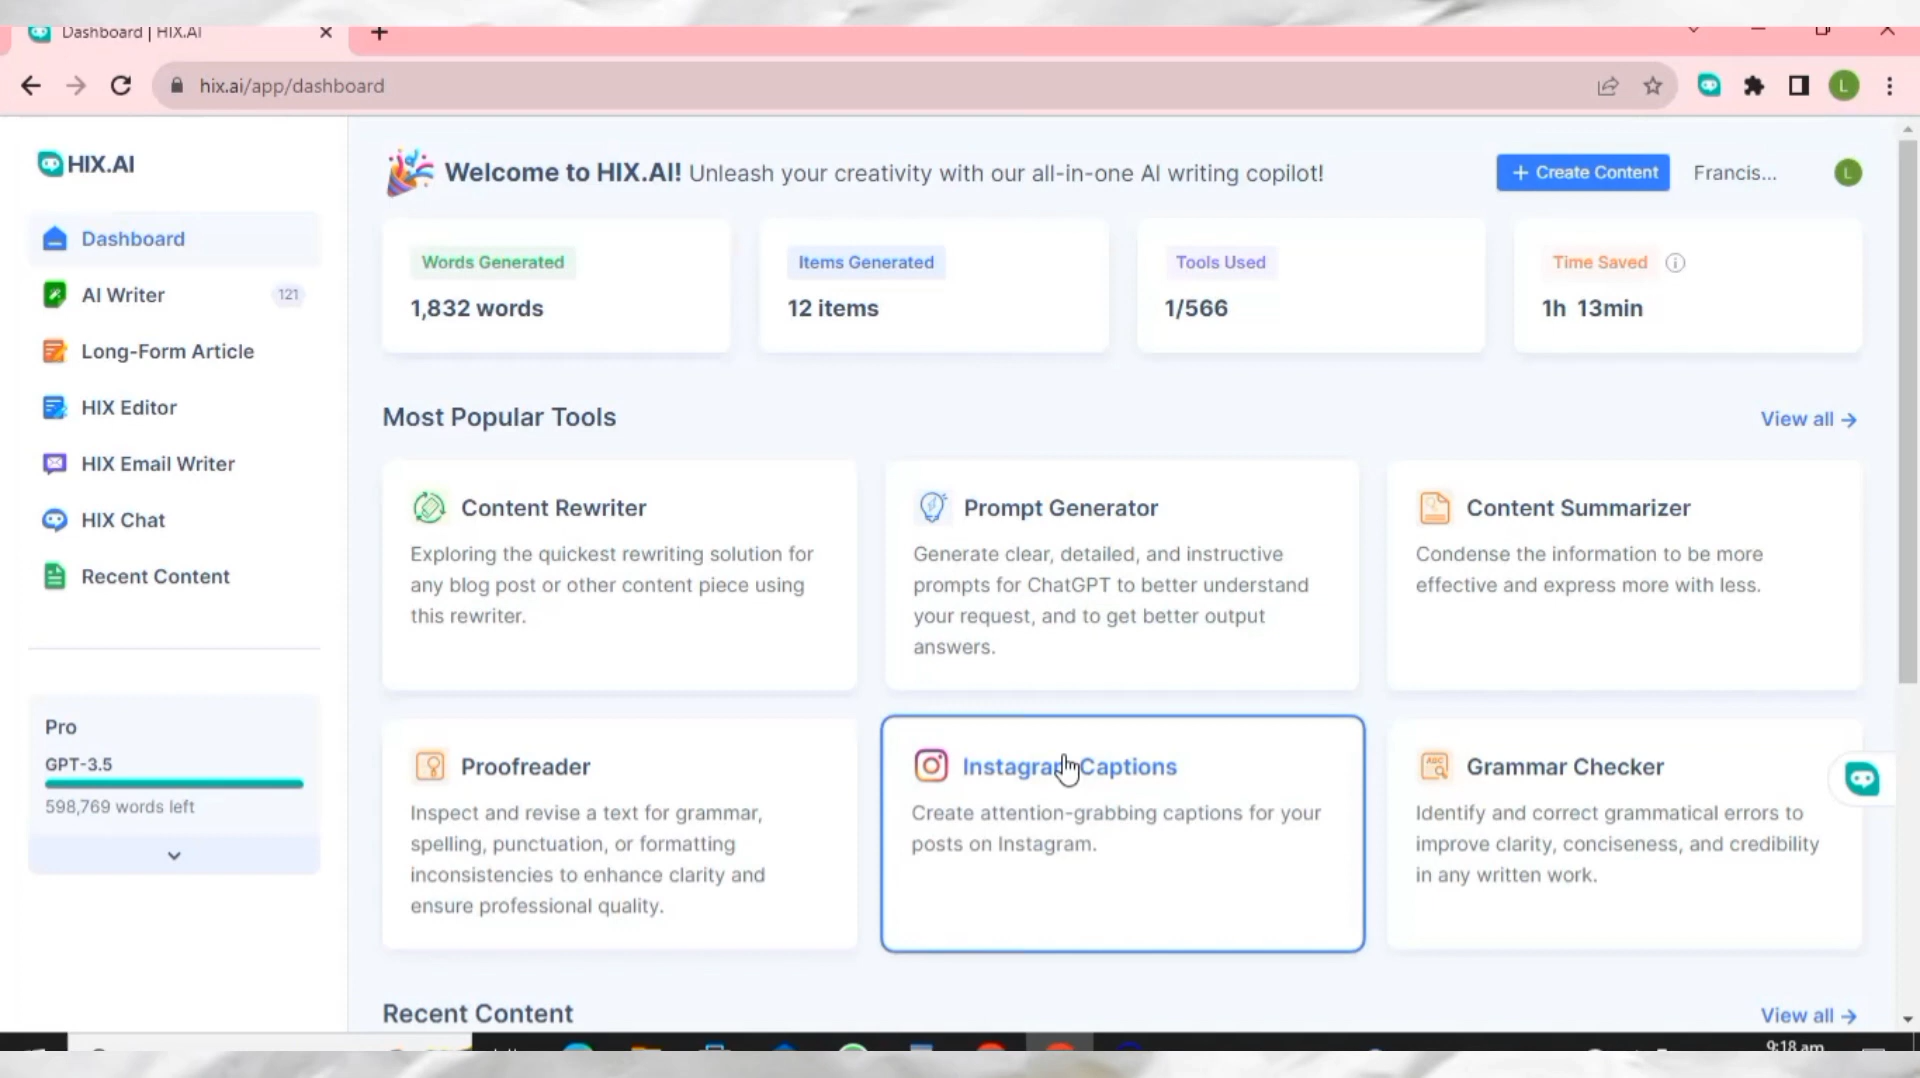 Dashboard | HIX.AI
hix.ai/app/dashboard
L
HIX.AI
Welcome to HIX.AI! Unleash your creativity with our all-in-one AI writing copilot!
+ Create Content
Francis...
L
Dashboard
AI Writer
121
Long-Form Article
HIX Editor
HIX Email Writer
HIX Chat
Recent Content
Pro
GPT-3.5
598,769 words left
Words Generated
1,832 words
Items Generated
12 items
Tools Used
1/566
Time Saved
1h 13min
Most Popular Tools
View all →
Content Rewriter
Exploring the quickest rewriting solution for
any blog post or other content piece using
this rewriter.
Prompt Generator
Generate clear, detailed, and instructive
prompts for ChatGPT to better understand
your request, and to get better output
answers.
Content Summarizer
Condense the information to be more
effective and express more with less.
Proofreader
Inspect and revise a text for grammar,
spelling, punctuation, or formatting
inconsistencies to enhance clarity and
ensure professional quality.
Instagram Captions
Create attention-grabbing captions for your
posts on Instagram.
ABC
Grammar Checker
Identify and correct grammatical errors to
improve clarity, conciseness, and credibility
in any written work.
Recent Content
View all →
9:18 am